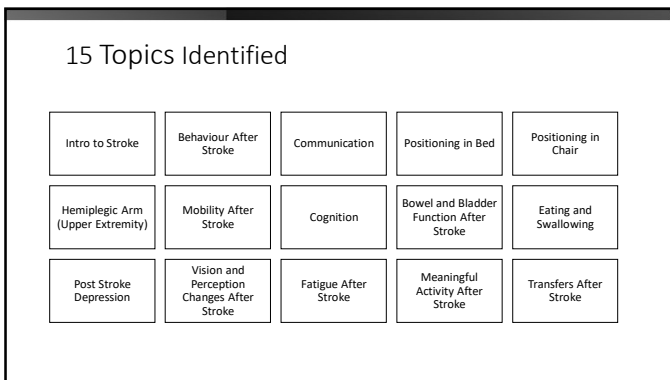 15 Topics Identified
Intro to Stroke
Behaviour After
Stroke
Communication
Positioning in Bed
Positioning in
Chair
Hemiplegic Arm
(Upper Extremity)
Mobility After
Stroke
Cognition
Bowel and Bladder
Function After
Stroke
Eating and
Swallowing
Post Stroke
Depression
Vision and
Perception
Changes After
Stroke
Fatigue After
Stroke
Meaningful
Activity After
Stroke
Transfers After
Stroke